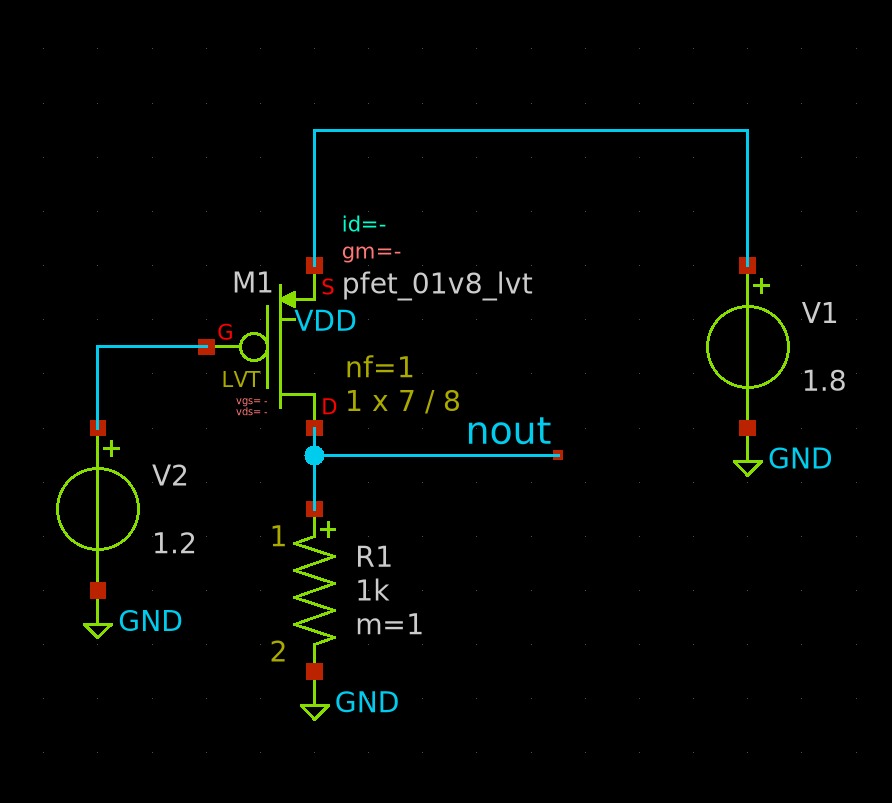 id=-
gm=-
M1
S
pfet_01v8_lvt
VDD
V1
G
LVT
nf=1
1.8
vgs= -
vds= -
D
1 x 7 / 8
nout
GND
V2
1
1.2
R1
1k
m=1
GND
2
GND